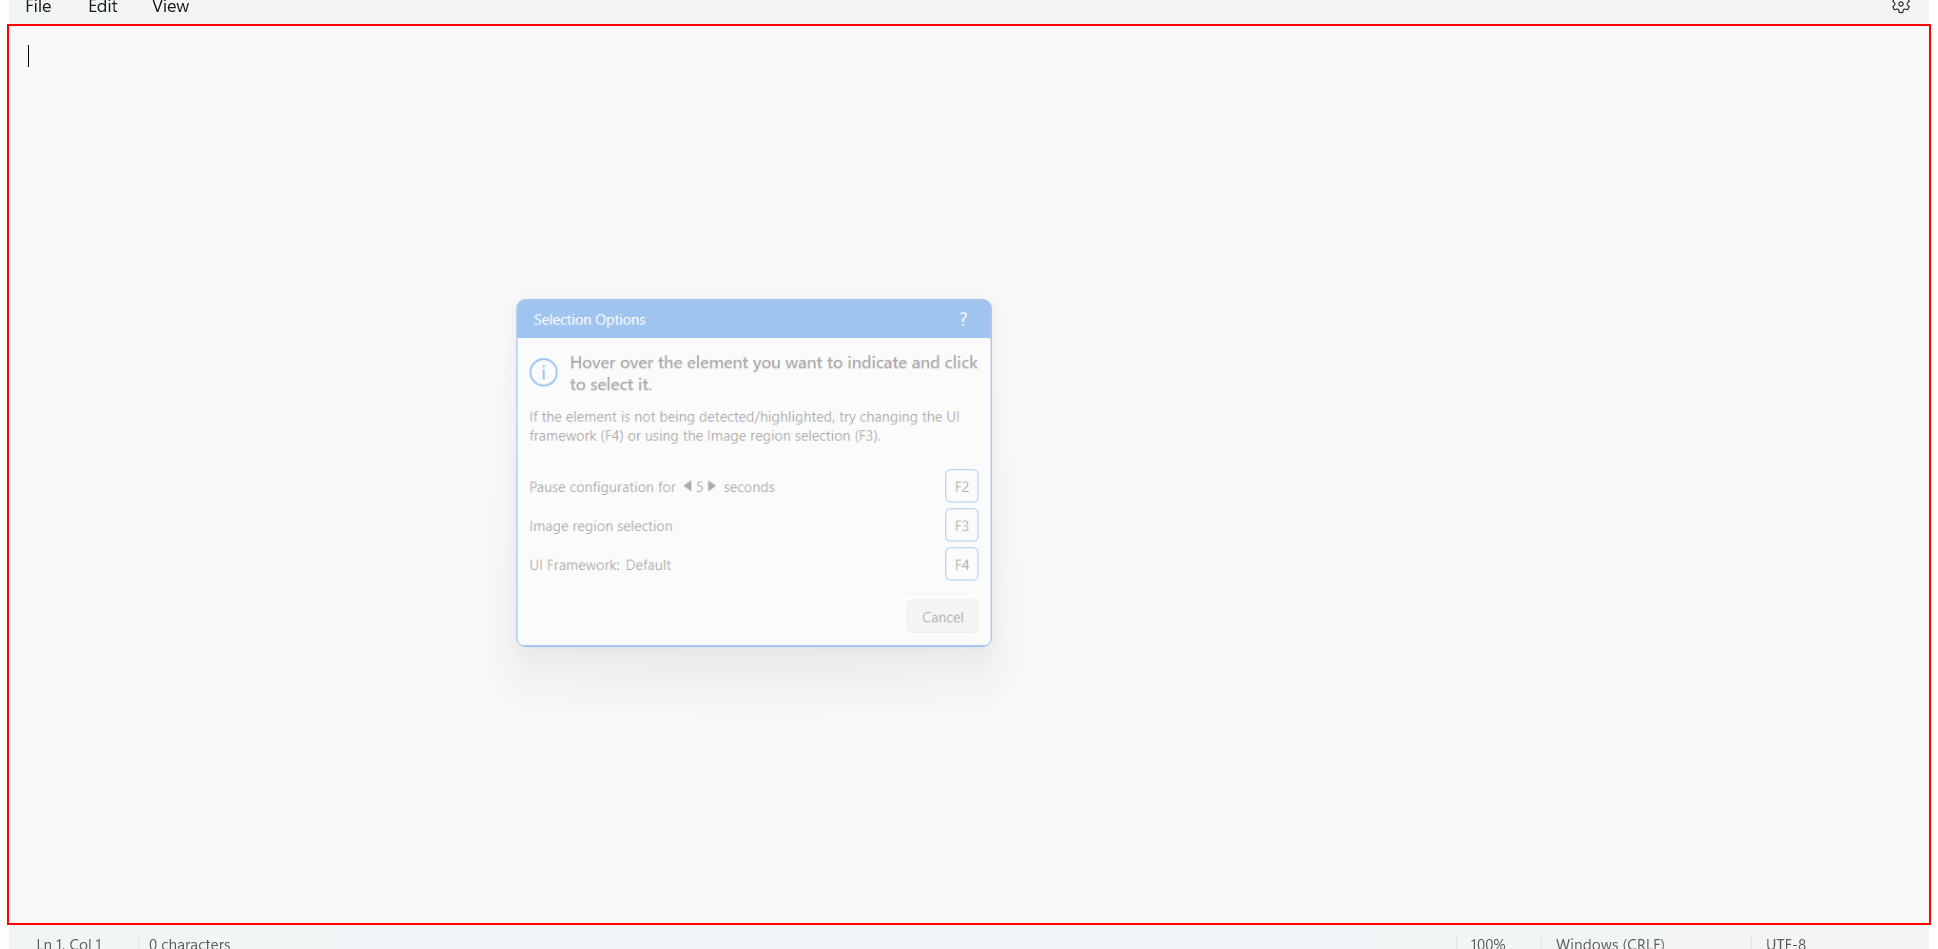 File Edit View
Selection Options ?
Hover over the element you want to indicate and click
to select it.
If the element is not being detected/highlighted, try changing the UI
framework (F4) or using the Image region selection (F3).
Pause configuration for 5 seconds F2
Image region selection F3
UI Framework: Default F4
Cancel
Ln 1, Col 1 0 characters 100% Windows (CRLF) UTF-8